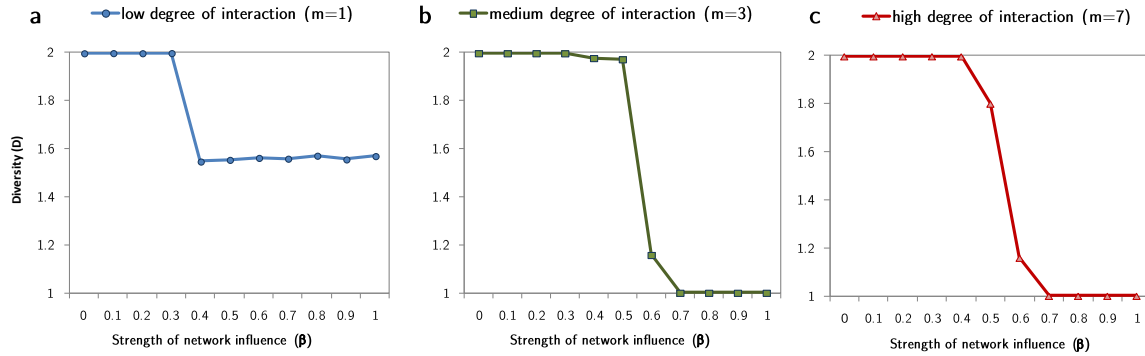 a
low degree of interaction (m=1)
2
1.8
1.6
1.4
1.2
1
Diversity (D)
0 0.1 0.2 0.3 0.4 0.5 0.6 0.7 0.8 0.9 1
Strength of network influence (β)
b
medium degree of interaction (m=3)
2
1.8
1.6
1.4
1.2
1
0 0.1 0.2 0.3 0.4 0.5 0.6 0.7 0.8 0.9 1
Strength of network influence (β)
c
high degree of interaction (m=7)
2
1.8
1.6
1.4
1.2
1
0 0.1 0.2 0.3 0.4 0.5 0.6 0.7 0.8 0.9 1
Strength of network influence (β)